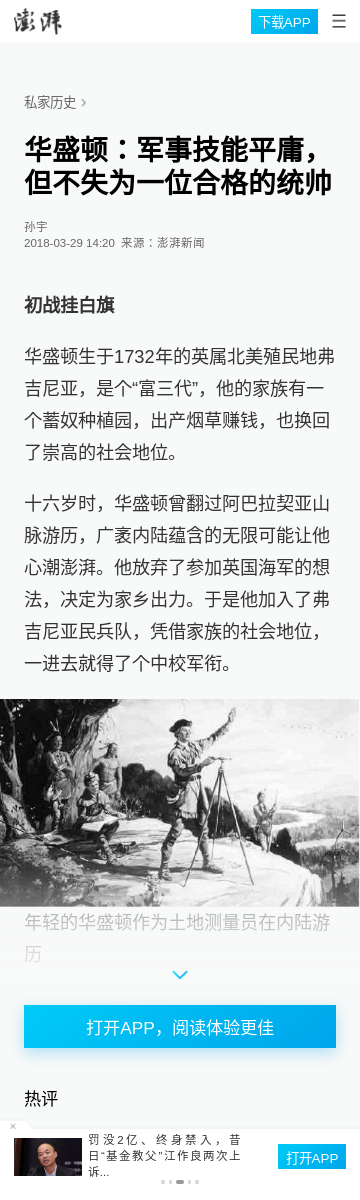 澎湃
下载APP
私家历史
华盛顿：军事技能平庸，
但不失为一位合格的统帅
孙宇
2018-03-29 14:20 来源：澎湃新闻
初战挂白旗
华盛顿生于1732年的英属北美殖民地弗
吉尼亚，是个“富三代”，他的家族有一
个蓄奴种植园，出产烟草赚钱，也换回
了崇高的社会地位。
十六岁时，华盛顿曾翻过阿巴拉契亚山
脉游历，广袤内陆蕴含的无限可能让他
心潮澎湃。他放弃了参加英国海军的想
法，决定为家乡出力。于是他加入了弗
吉尼亚民兵队，凭借家族的社会地位，
一进去就得了个中校军衔。
年轻的华盛顿作为土地测量员在内陆游
历
打开APP，阅读体验更佳
热评
罚没2亿、终身禁入，昔
日“基金教父”江作良两次上
诉...
打开APP